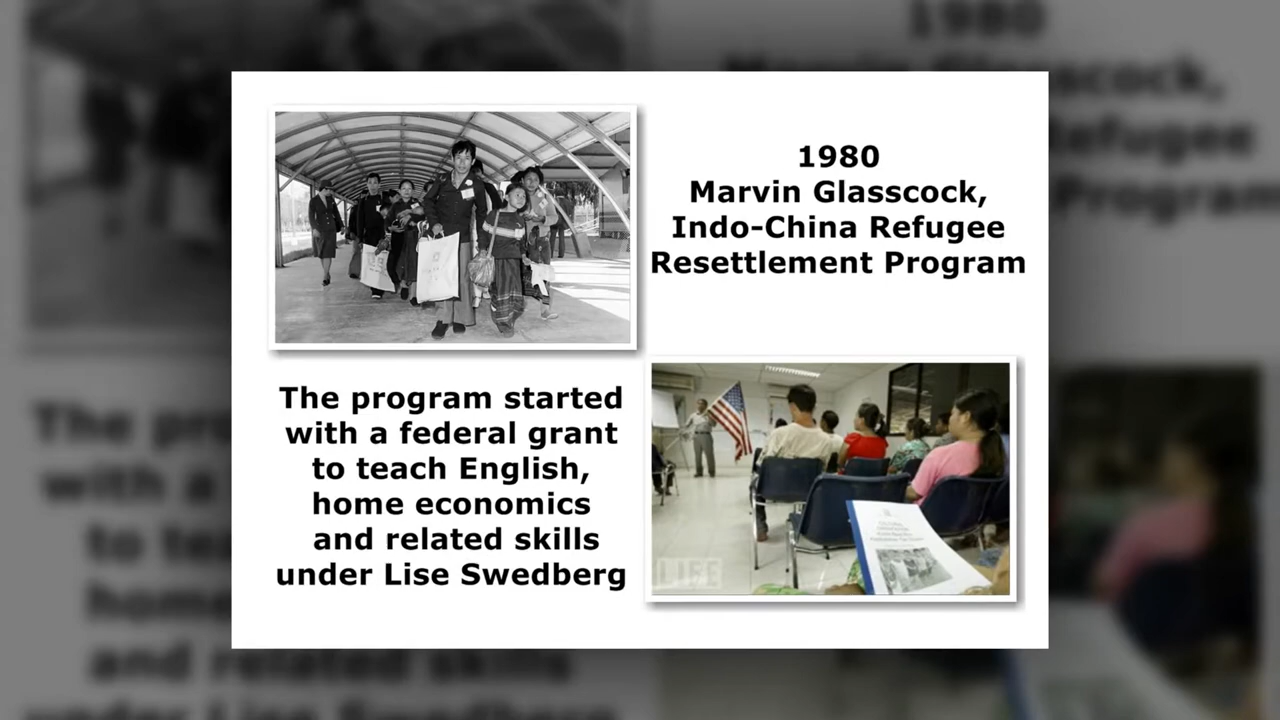 1980
Marvin Glasscock,
Indo-China Refugee
Resettlement Program
The program started
with a federal grant
to teach English,
home economics
and related skills
under Lise Swedberg
LIFE